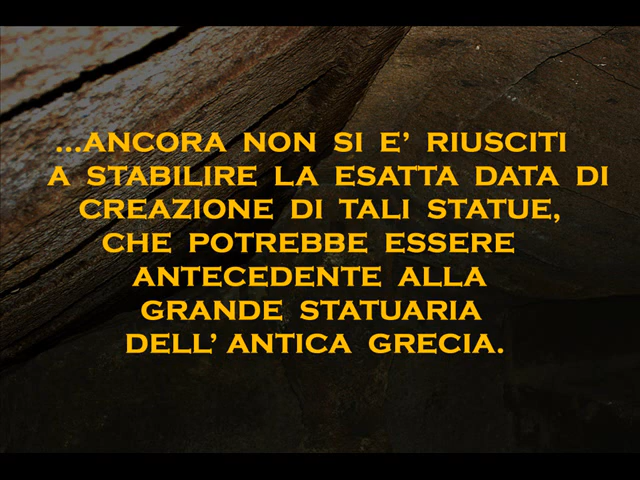 ...ANCORA NON SI E' RIUSCITI
A STABILIRE LA ESATTA DATA DI
CREAZIONE DI TALI STATUE,
CHE POTREBBE ESSERE
ANTECEDENTE ALLA
GRANDE STATUARIA
DELL' ANTICA GRECIA.